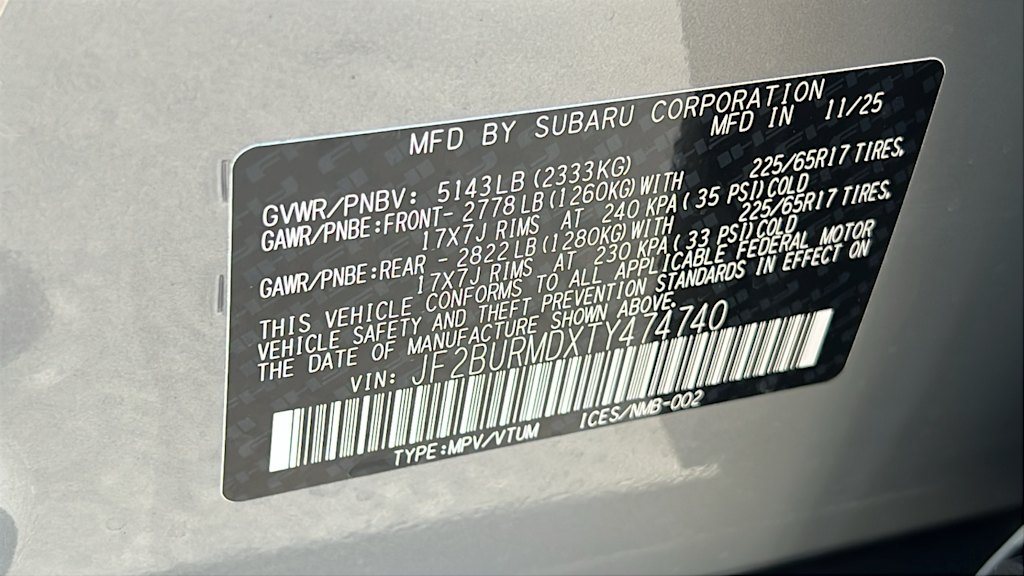 MFD BY SUBARU CORPORATION
MFD IN 11/25
GVWR/PNBV: 5143LB(2333KG)
GAWR/PNBE:FRONT- 2778LB(1260KG)WITH 225/65R17 TIRES,
17X7J RIMS AT 240 KPA(35 PSI)COLD
GAWR/PNBE:REAR - 2822LB(1280KG)WITH 225/65R17 TIRES,
17X7J RIMS AT 230 KPA(33 PSI)COLD
THIS VEHICLE CONFORMS TO ALL APPLICABLE FEDERAL MOTOR
VEHICLE SAFETY AND THEFT PREVENTION STANDARDS IN EFFECT ON
THE DATE OF MANUFACTURE SHOWN ABOVE.
VIN: JF2BURMDXTY474740
TYPE:MPV/VTUM ICES/NMB-002